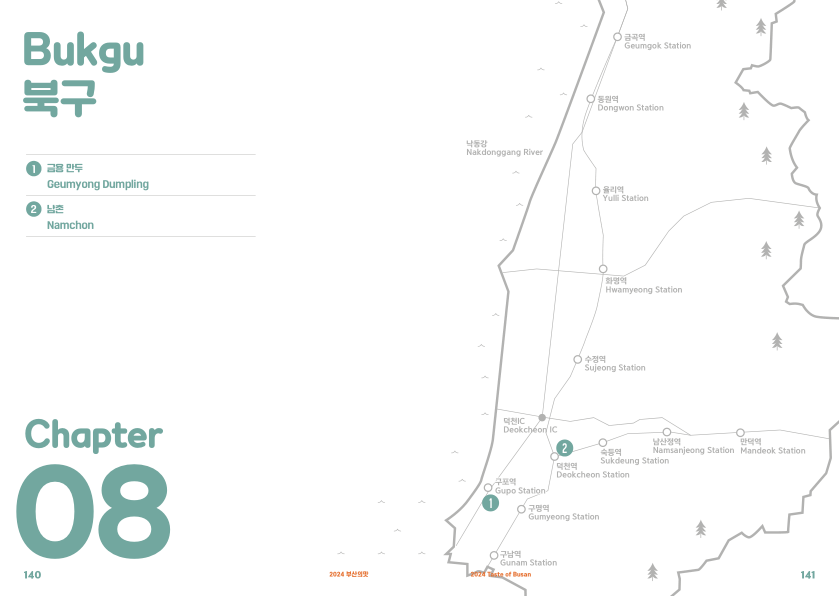 Bukgu
북구
1 금용 만두
Geumyong Dumpling
2 남촌
Namchon
Chapter
08
140
2024 부산의맛
금곡역
Geumgok Station
동원역
Dongwon Station
낙동강
Nakdonggang River
율리역
Yulli Station
화명역
Hwamyeong Station
수정역
Sujeong Station
덕천IC
Deokcheon IC
2
덕천역
Deokcheon Station
숙등역
Sukdeung Station
남산정역
Namsanjeong Station
만덕역
Mandeok Station
구포역
Gupo Station
1
구명역
Gumyeong Station
구남역
Gunam Station
2024 Taste of Busan
141